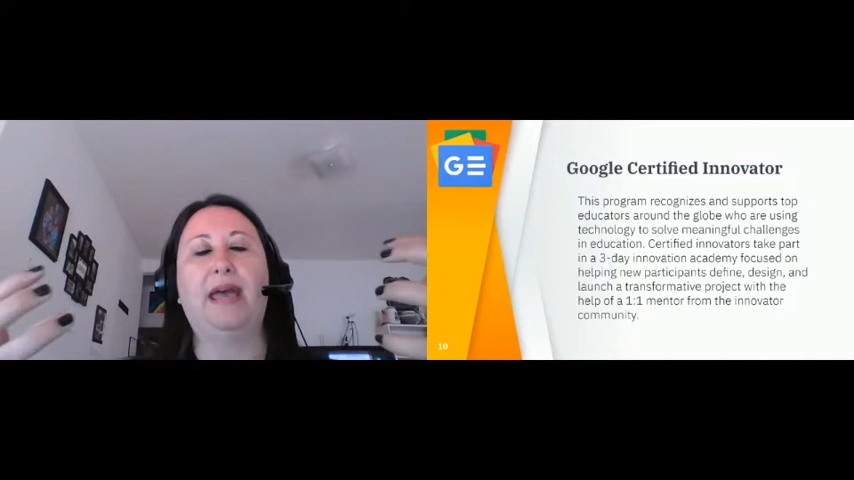 GE
Google Certified Innovator
This program recognizes and supports top
educators around the globe who are using
technology to solve meaningful challenges
in education. Certified innovators take part
in a 3-day innovation academy focused on
helping new participants define, design, and
launch a transformative project with the
help of a 1:1 mentor from the innovator
community.
10